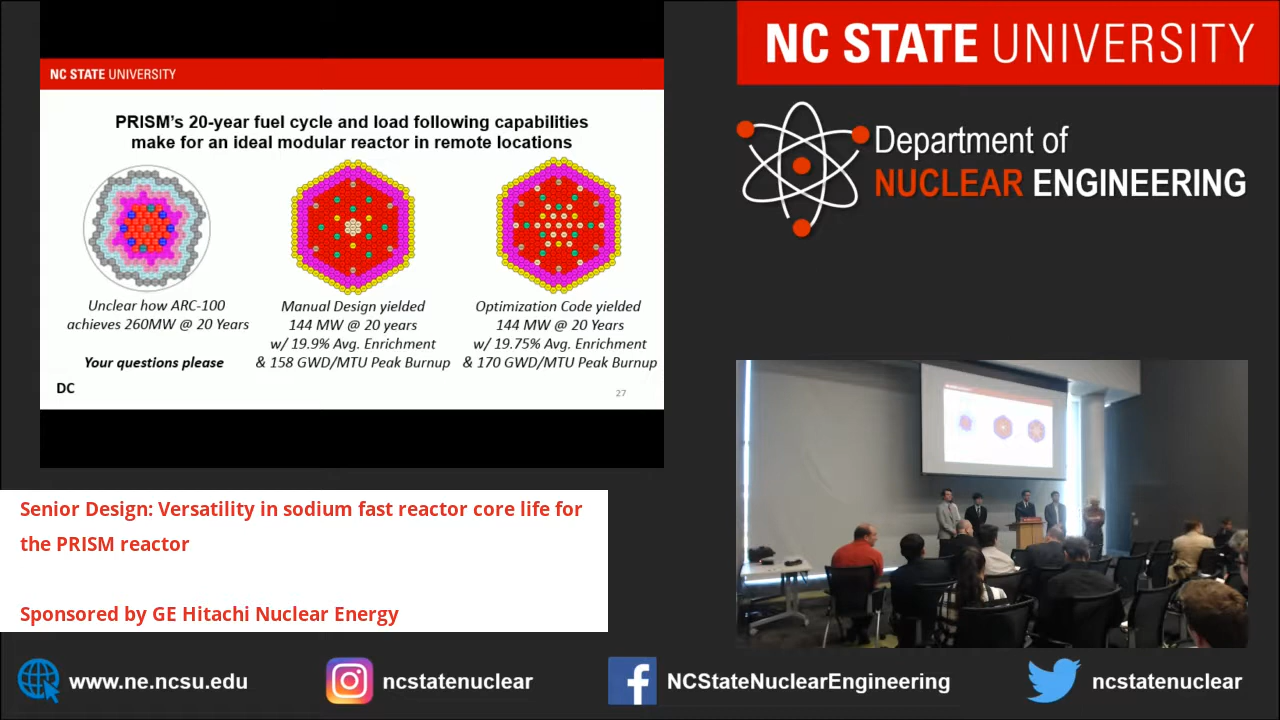 NC STATE UNIVERSITY
PRISM's 20-year fuel cycle and load following capabilities
make for an ideal modular reactor in remote locations
Unclear how ARC-100
achieves 260MW @ 20 Years
Your questions please
Manual Design yielded
144 MW @ 20 years
w/ 19.9% Avg. Enrichment
& 158 GWD/MTU Peak Burnup
Optimization Code yielded
144 MW @ 20 Years
w/ 19.75% Avg. Enrichment
& 170 GWD/MTU Peak Burnup
DC
27
NC STATE UNIVERSITY
Department of
NUCLEAR ENGINEERING
Senior Design: Versatility in sodium fast reactor core life for
the PRISM reactor
Sponsored by GE Hitachi Nuclear Energy
www.ne.ncsu.edu
ncstatenuclear
NCStateNuclearEngineering
ncstatenuclear